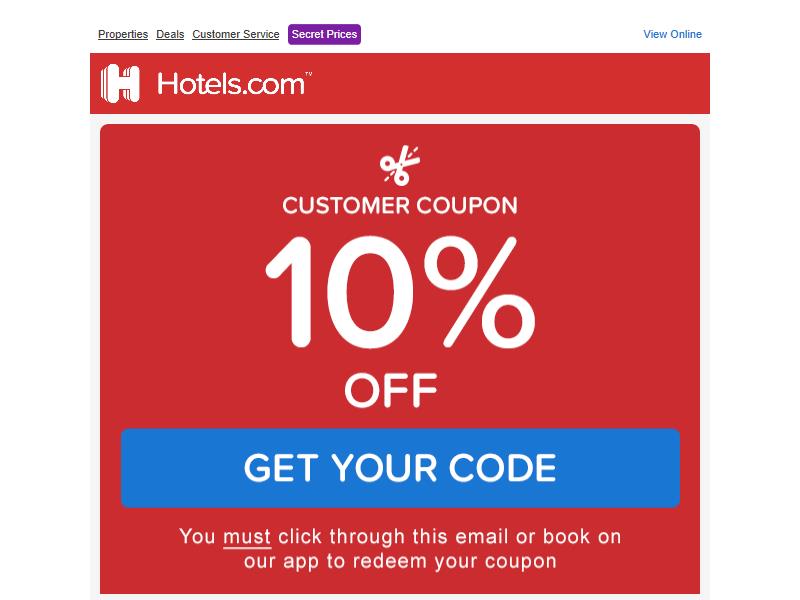 Properties Deals Customer Service Secret Prices View Online
Hotels.com™
CUSTOMER COUPON
10%
OFF
GET YOUR CODE
You must click through this email or book on
our app to redeem your coupon